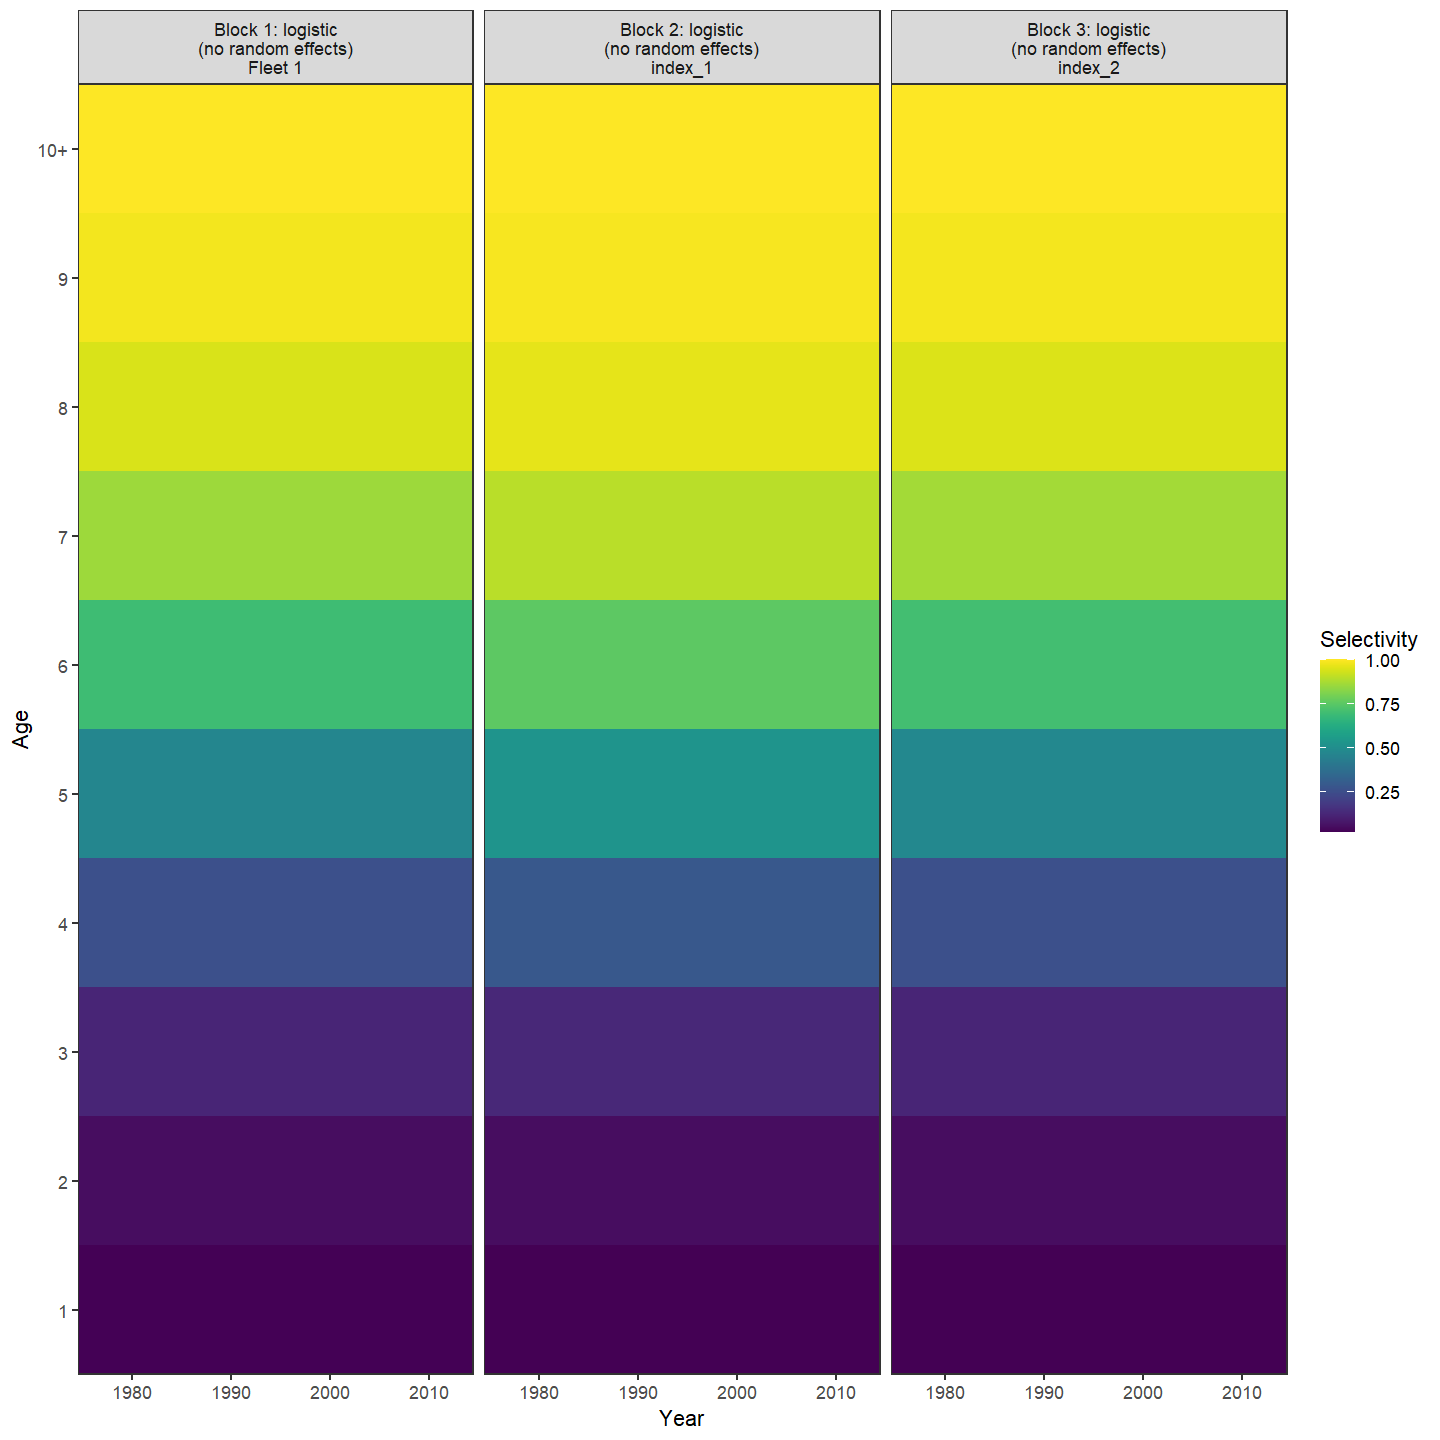 Block 1: logistic
(no random effects)
Fleet 1
Block 2: logistic
(no random effects)
index_1
Block 3: logistic
(no random effects)
index_2
10+
9
8
7
6
5
4
3
2
1
Age
1980 1990 2000 2010
1980 1990 2000 2010
1980 1990 2000 2010
Year
Selectivity
1.00
0.75
0.50
0.25